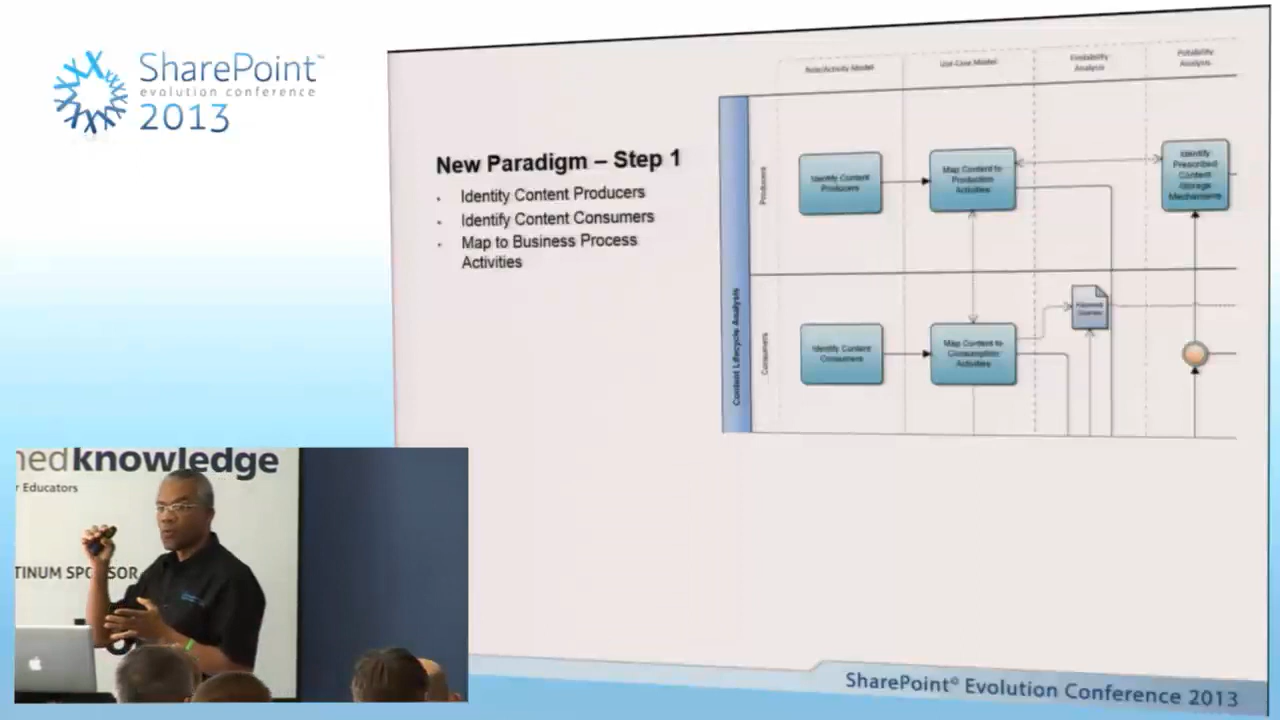 SharePoint™
evolution conference
2013
New Paradigm – Step 1
• Identity Content Producers
• Identify Content Consumers
• Map to Business Process
Activities
Role/Activity Model
Use-Case Model
Findability
Analysis
Potability
Analysis
Content Lifecycle Analysis
Producers
Identify Content
Producers
Map Content to
Production
Activities
Identify
Prescribed
Content
Storage
Mechanisms
Consumers
Identify Content
Consumers
Map Content to
Consumption
Activities
nedknowledge
r Educators
TINUM SPONSOR
SharePoint® Evolution Conference 2013